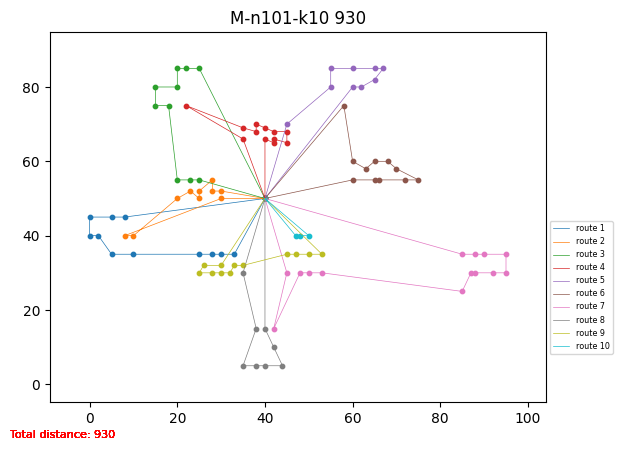 M-n101-k10 930
80
60
40
20
0
0 20 40 60 80 100
route 1
route 2
route 3
route 4
route 5
route 6
route 7
route 8
route 9
route 10
Total distance: 930